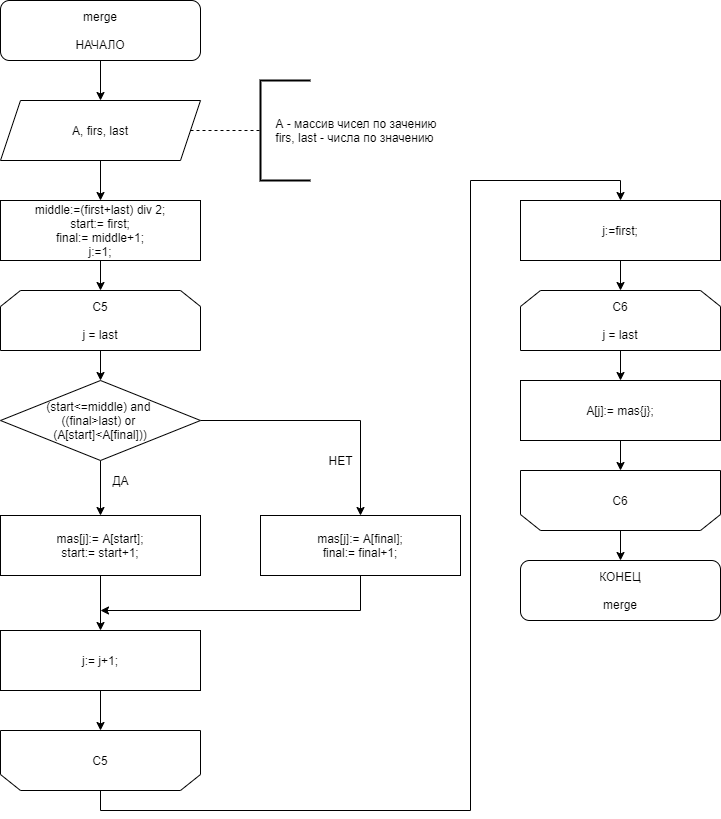 merge
НАЧАЛО
A, firs, last
А - массив чисел по зачению
firs, last - числа по значению
middle:=(first+last) div 2;
start:= first;
final:= middle+1;
j:=1;
C5
j = last
(start<=middle) and
((final>last) or
(A[start]<A[final]))
ДА
НЕТ
mas[j]:= A[start];
start:= start+1;
mas[j]:= A[final];
final:= final+1;
j:= j+1;
C5
j:=first;
C6
j = last
A[j]:= mas{j};
C6
КОНЕЦ
merge